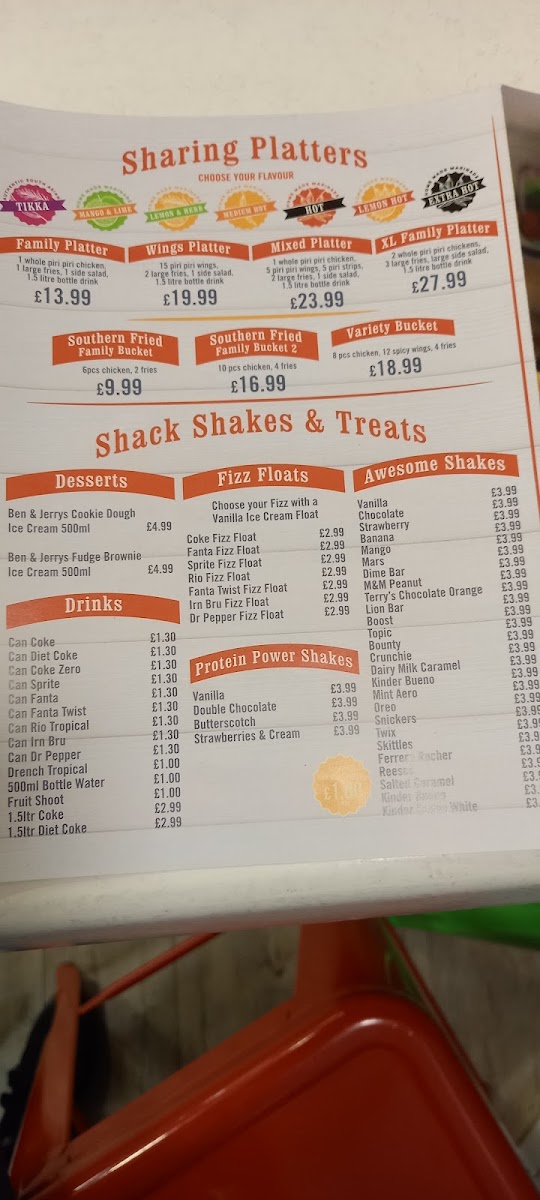 Sharing Platters
CHOOSE YOUR FLAVOUR
TIKKA
MANGO & LIME
LEMON & HERB
MEDIUM HOT
HOT
LEMON HOT
EXTRA HOT
Family Platter
1 whole piri piri chicken,
1 large fries, 1 side salad,
1.5 litre bottle drink
£13.99
Wings Platter
15 piri piri wings,
2 large fries, 1 side salad,
1.5 litre bottle drink
£19.99
Mixed Platter
1 whole piri piri chicken,
5 piri piri wings, 5 piri strips,
2 large fries, 1 side salad,
1.5 litre bottle drink
£23.99
XL Family Platter
2 whole piri piri chickens,
3 large fries, large side salad,
1.5 litre bottle drink
£27.99
Southern Fried
Family Bucket
6pcs chicken, 2 fries
£9.99
Southern Fried
Family Bucket 2
10 pcs chicken, 4 fries
£16.99
Variety Bucket
8 pcs chicken, 12 spicy wings, 4 fries
£18.99
Shack Shakes & Treats
Desserts
Ben & Jerrys Cookie Dough
Ice Cream 500ml £4.99
Ben & Jerrys Fudge Brownie
Ice Cream 500ml £4.99
Drinks
Can Coke £1.30
Can Diet Coke £1.30
Can Coke Zero £1.30
Can Sprite £1.30
Can Fanta £1.30
Can Fanta Twist £1.30
Can Rio Tropical £1.30
Can Irn Bru £1.30
Can Dr Pepper £1.30
Drench Tropical £1.00
500ml Bottle Water £1.00
Fruit Shoot £1.00
1.5ltr Coke £2.99
1.5ltr Diet Coke £2.99
Fizz Floats
Choose your Fizz with a
Vanilla Ice Cream Float
Coke Fizz Float £2.99
Fanta Fizz Float £2.99
Sprite Fizz Float £2.99
Rio Fizz Float £2.99
Fanta Twist Fizz Float £2.99
Irn Bru Fizz Float £2.99
Dr Pepper Fizz Float £2.99
Protein Power Shakes
Vanilla £3.99
Double Chocolate £3.99
Butterscotch £3.99
Strawberries & Cream £3.99
Awesome Shakes
Vanilla £3.99
Chocolate £3.99
Strawberry £3.99
Banana £3.99
Mango £3.99
Mars £3.99
Dime Bar £3.99
M&M Peanut £3.99
Terry's Chocolate Orange £3.99
Lion Bar £3.99
Boost £3.99
Topic £3.99
Bounty £3.99
Crunchie £3.99
Dairy Milk Caramel £3.99
Kinder Bueno £3.99
Mint Aero £3.99
Oreo £3.99
Snickers
Twix
Skittles
Ferrero Rocher
Reeses
Salted Caramel
Kinder
Kinder White